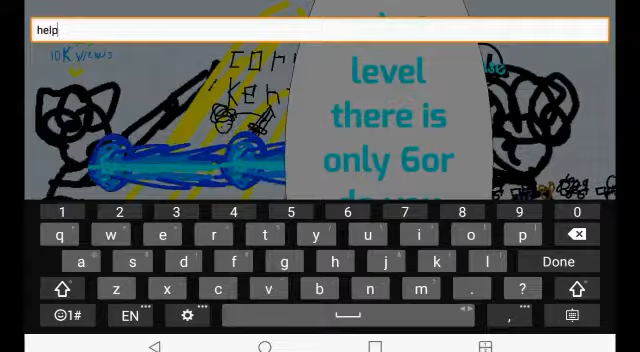 help
10K views
level
there is
only 6or
1 2 3 4 5 6 7 8 9 0
q w e r t y u i o p
a s d f g h j k l Done
z x c v b n m . ?
1# EN ,